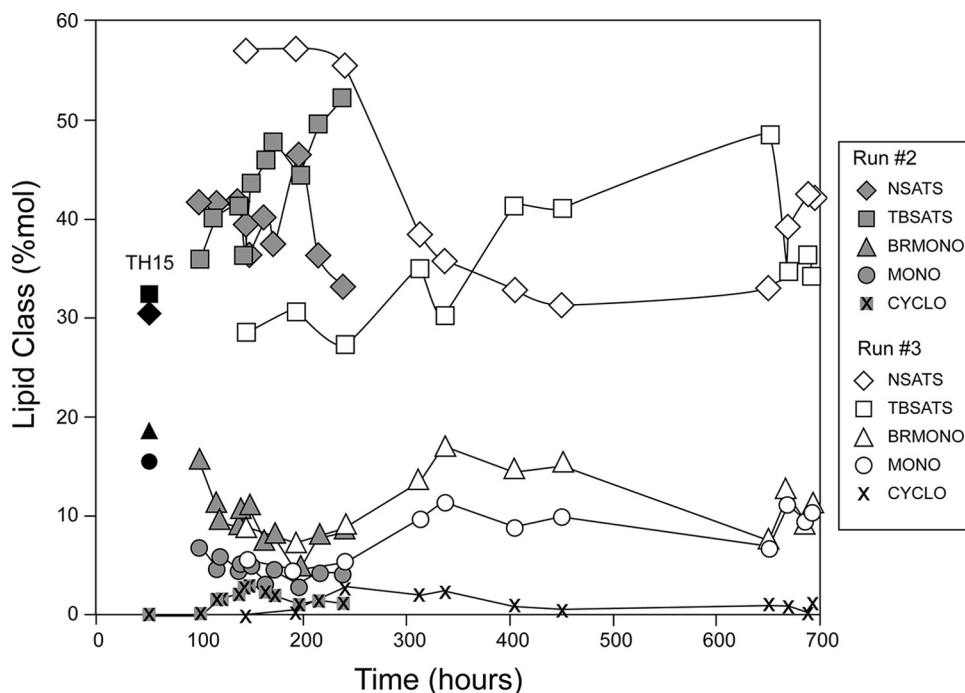 60
50
40
30
20
10
0
Lipid Class (%mol)
TH15
0 100 200 300 400 500 600 700
Time (hours)
Run #2
NSATS
TBSATS
BRMONO
MONO
CYCLO
Run #3
NSATS
TBSATS
BRMONO
MONO
CYCLO